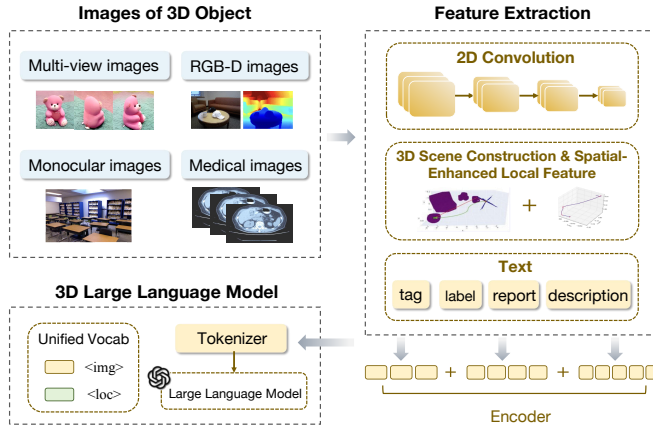 Images of 3D Object
Multi-view images
RGB-D images
Monocular images
Medical images
Feature Extraction
2D Convolution
3D Scene Construction & Spatial-
Enhanced Local Feature
+
Text
tag
label
report
description
3D Large Language Model
Unified Vocab
<img>
<loc>
Tokenizer
Large Language Model
+
+
Encoder